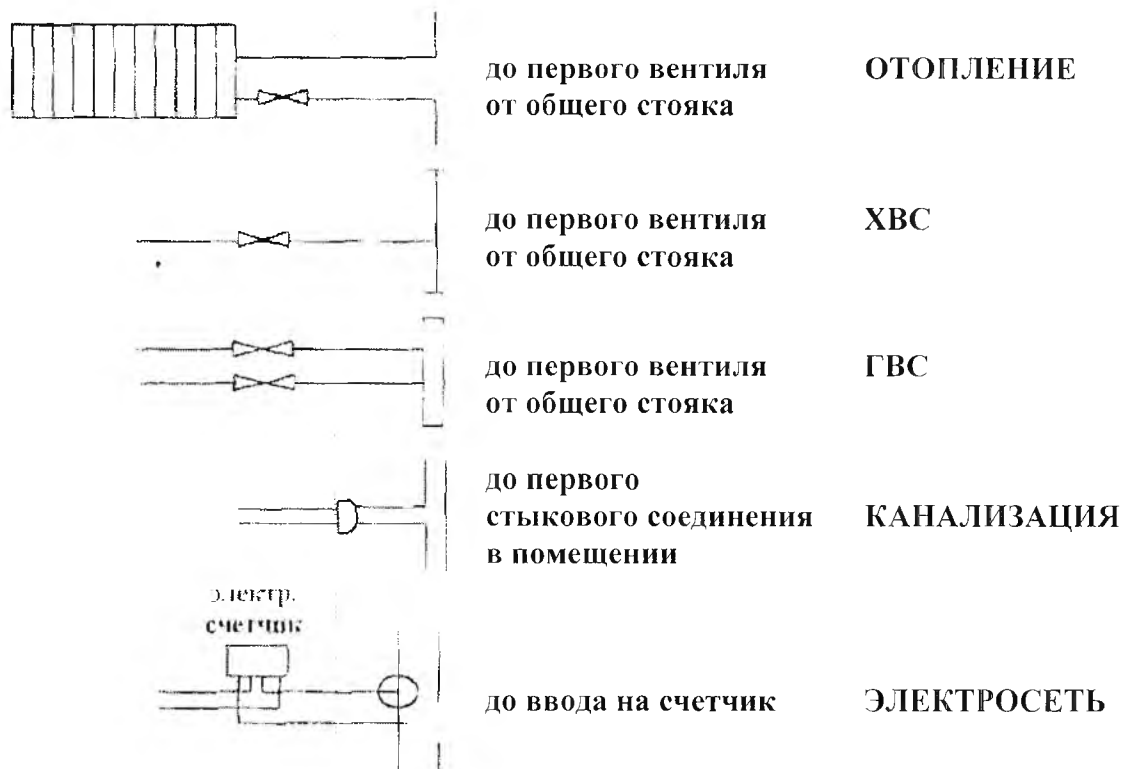 до первого вентиля
от общего стояка
ОТОПЛЕНИЕ
до первого вентиля
от общего стояка
ХВС
до первого вентиля
от общего стояка
ГВС
до первого
стыкового соединения
в помещении
КАНАЛИЗАЦИЯ
электр.
счетчик
до ввода на счетчик
ЭЛЕКТРОСЕТЬ